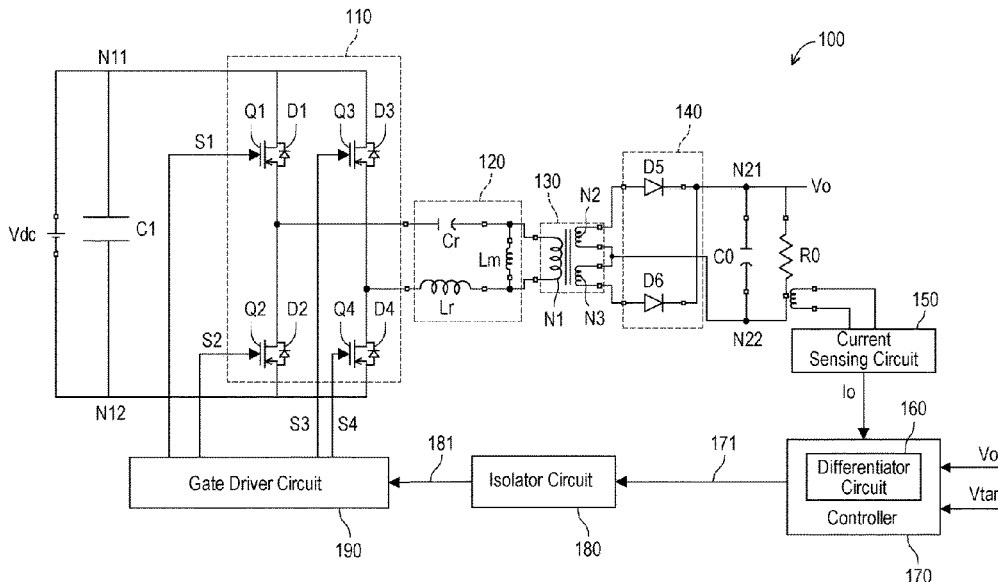 110
100
N11
Q1
D1
Q3
D3
140
S1
120
D5
N21
Vo
130
N2
Vdc
C1
Cr
Lm
C0
R0
Lr
D6
Q2
D2
Q4
D4
N1
N3
N22
150
S2
Current
Sensing Circuit
N12
S3
S4
Io
160
181
171
Vo
Gate Driver Circuit
Isolator Circuit
Differentiator
Circuit
Vtar
Controller
190
180
170